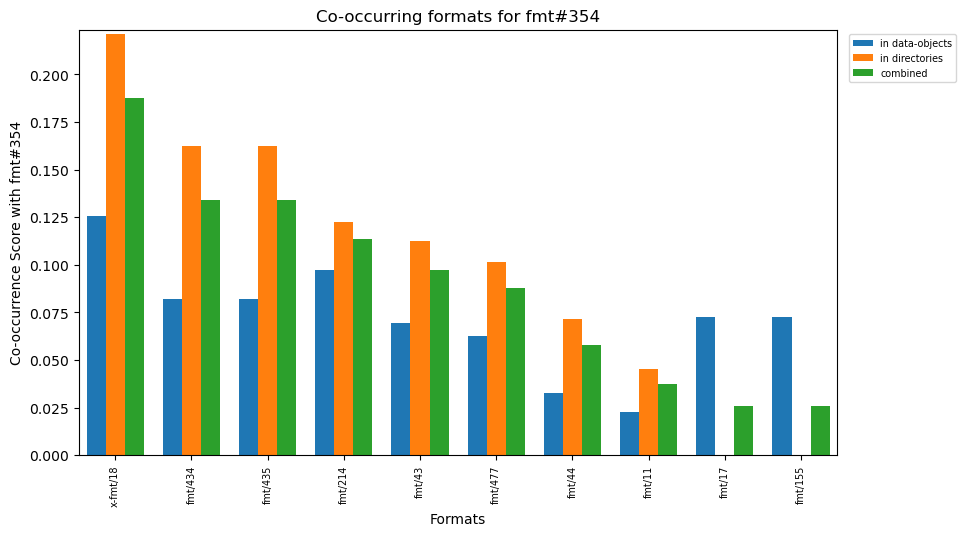 Co-occurring formats for fmt#354
in data-objects
in directories
combined
Co-occurrence Score with fmt#354
0.200
0.175
0.150
0.125
0.100
0.075
0.050
0.025
0.000
x-fmt/18
fmt/434
fmt/435
fmt/214
fmt/43
fmt/477
fmt/44
fmt/11
fmt/17
fmt/155
Formats